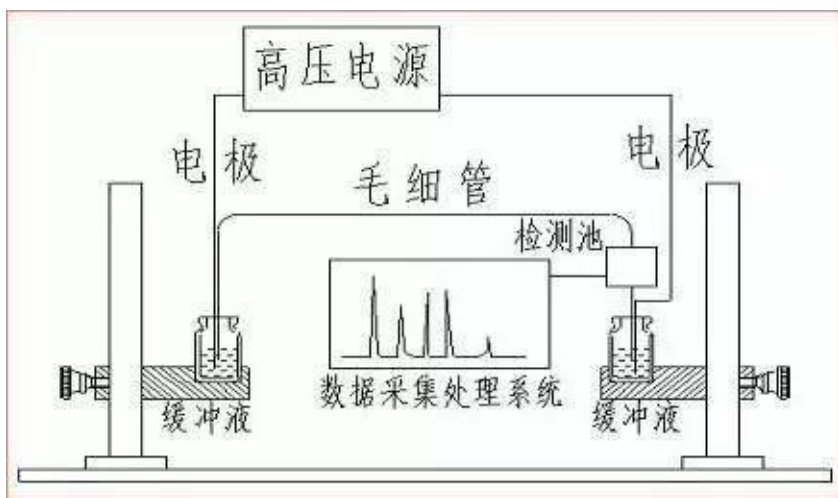 高压电源
电极
电极
毛细管
检测池
数据采集处理系统
缓冲液
缓冲液